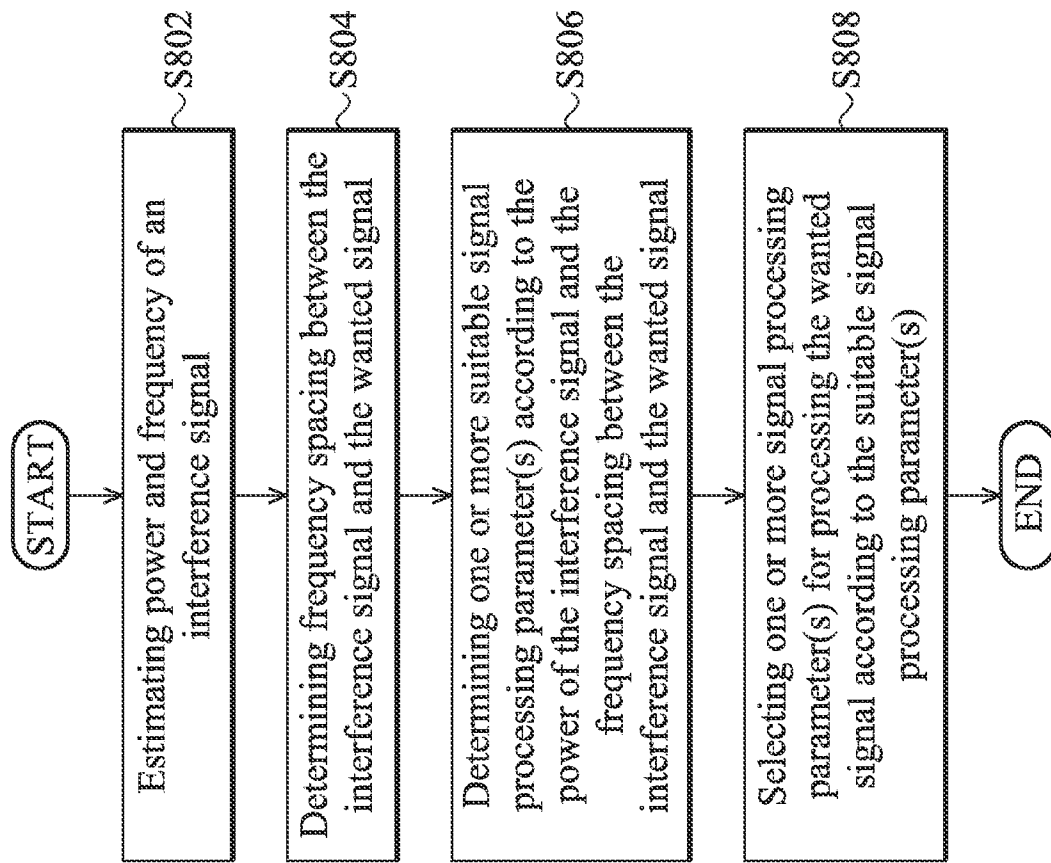 START
Estimating power and frequency of an
interference signal
S802
Determining frequency spacing between the
interference signal and the wanted signal
S804
Determining one or more suitable signal
processing parameter(s) according to the
power of the interference signal and the
frequency spacing between the
interference signal and the wanted signal
S806
Selecting one or more signal processing
parameter(s) for processing the wanted
signal according to the suitable signal
processing parameter(s)
S808
END